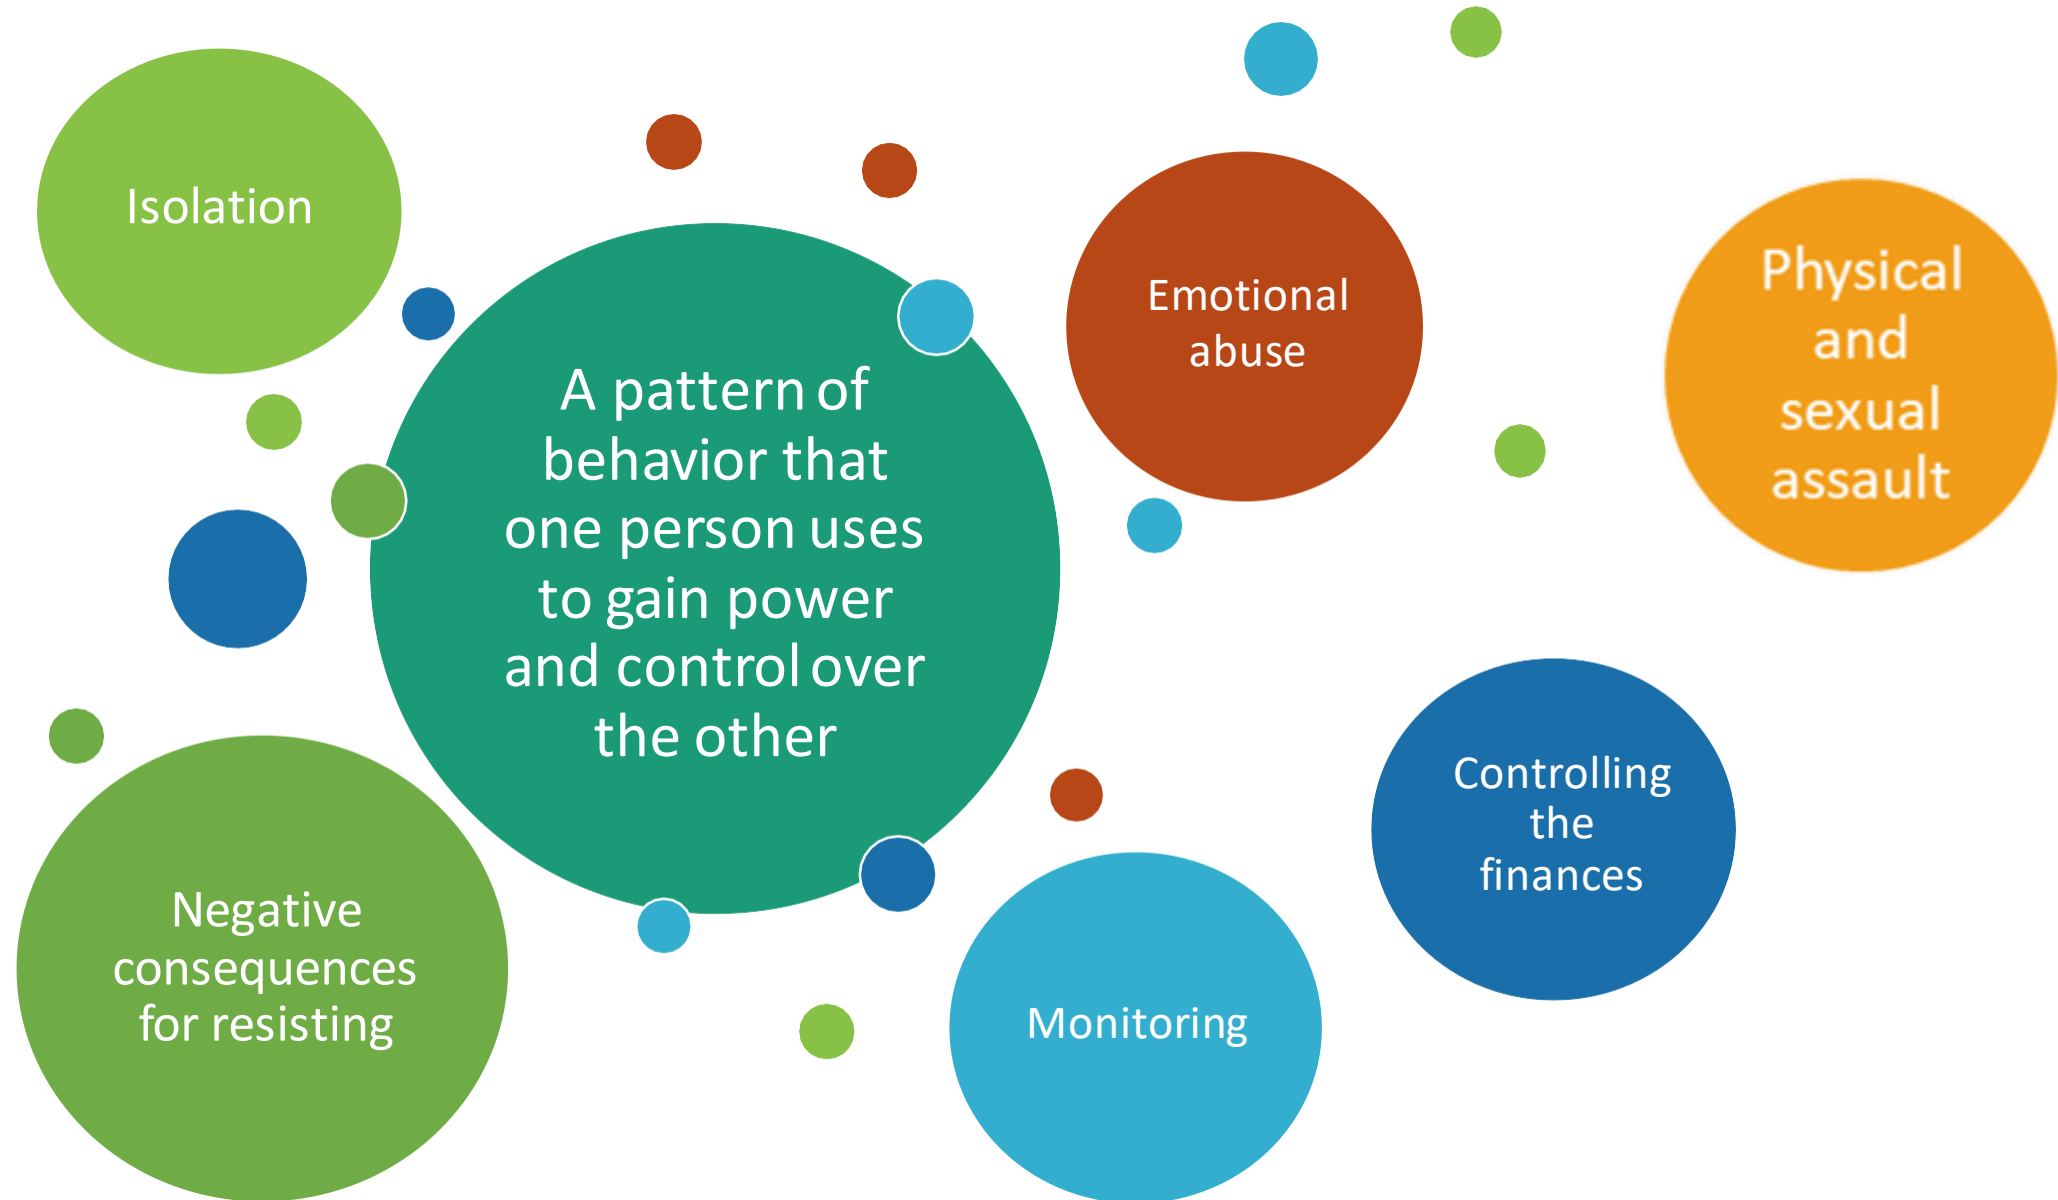 Isolation
A pattern of
behavior that
one person uses
to gain power
and control over
the other
Emotional
abuse
Physical
and
sexual
assault
Controlling
the
finances
Negative
consequences
for resisting
Monitoring